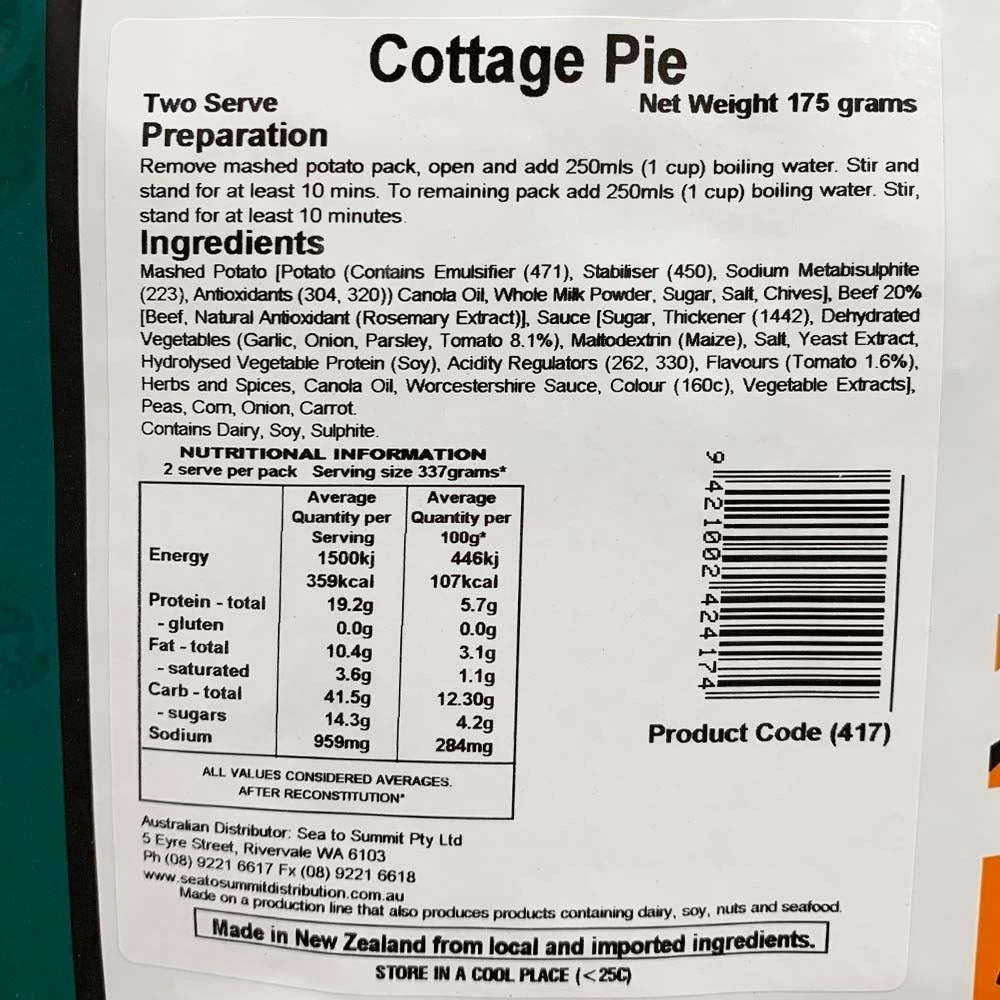 Cottage Pie
Two Serve
Net Weight 175 grams
Preparation
Remove mashed potato pack, open and add 250mls (1 cup) boiling water. Stir and
stand for at least 10 mins. To remaining pack add 250mls (1 cup) boiling water. Stir,
stand for at least 10 minutes.
Ingredients
Mashed Potato [Potato (Contains Emulsifier (471), Stabiliser (450), Sodium Metabisulphite
(223), Antioxidants (304, 320)) Canola Oil, Whole Milk Powder, Sugar, Salt, Chives], Beef 20%
[Beef, Natural Antioxidant (Rosemary Extract)], Sauce [Sugar, Thickener (1442), Dehydrated
Vegetables (Garlic, Onion, Parsley, Tomato 8.1%), Maltodextrin (Maize), Salt, Yeast Extract,
Hydrolysed Vegetable Protein (Soy), Acidity Regulators (262, 330), Flavours (Tomato 1.6%),
Herbs and Spices, Canola Oil, Worcestershire Sauce, Colour (160c), Vegetable Extracts],
Peas, Corn, Onion, Carrot.
Contains Dairy, Soy, Sulphite.
NUTRITIONAL INFORMATION
2 serve per pack Serving size 337grams*
Average Average
Quantity per Quantity per
Serving 100g*
Energy 1500kj 446kj
359kcal 107kcal
Protein - total 19.2g 5.7g
- gluten 0.0g 0.0g
Fat - total 10.4g 3.1g
- saturated 3.6g 1.1g
Carb - total 41.5g 12.30g
- sugars 14.3g 4.2g
Sodium 959mg 284mg
ALL VALUES CONSIDERED AVERAGES.
AFTER RECONSTITUTION*
9 421002 424174
Product Code (417)
Australian Distributor: Sea to Summit Pty Ltd
5 Eyre Street, Rivervale WA 6103
Ph (08) 9221 6617 Fx (08) 9221 6618
www.seatosummitdistribution.com.au
Made on a production line that also produces products containing dairy, soy, nuts and seafood.
Made in New Zealand from local and imported ingredients.
STORE IN A COOL PLACE (<25C)